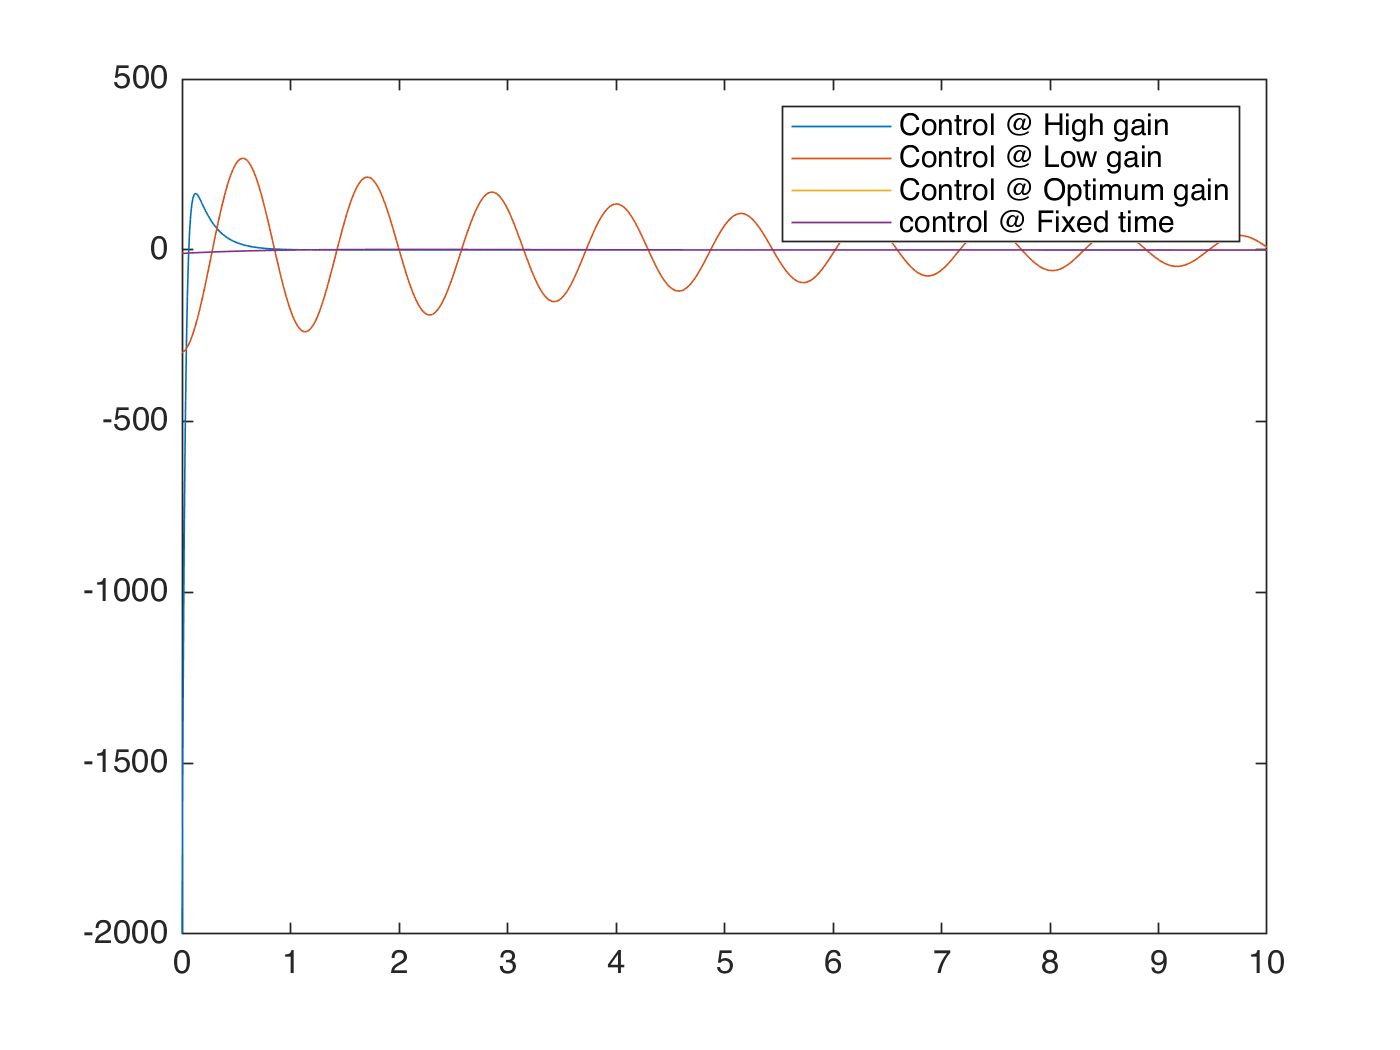 500
0
-500
-1000
-1500
-2000
0 1 2 3 4 5 6 7 8 9 10
Control @ High gain
Control @ Low gain
Control @ Optimum gain
control @ Fixed time